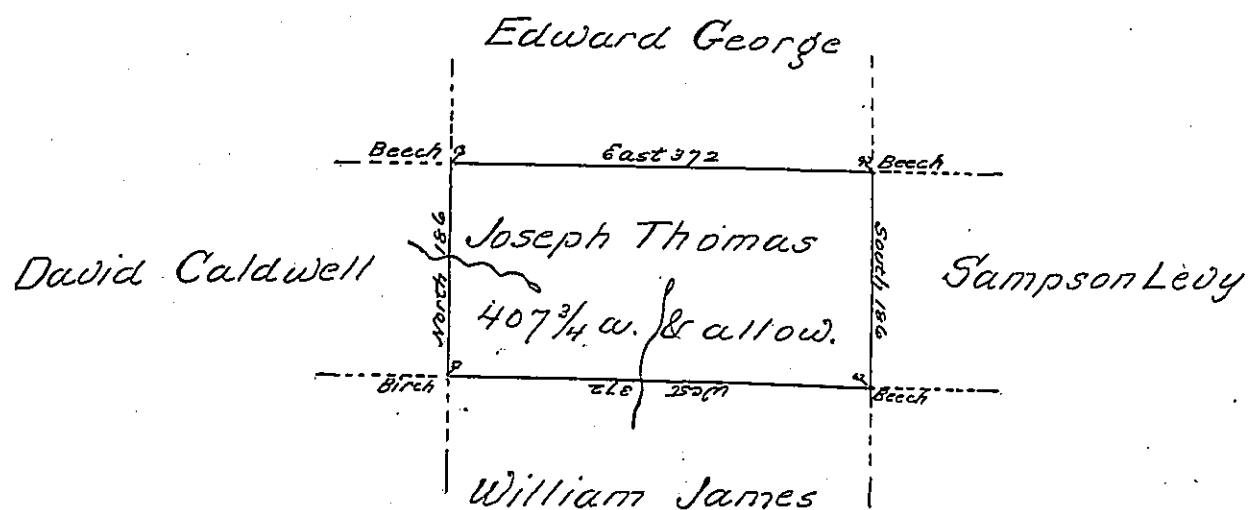 Edward George
Beech East 372 Beech
North 186
Joseph Thomas
South 186
David Caldwell
Sampson Levy
407 3/4 a. & allow.
Birch West 372 Beech
William James